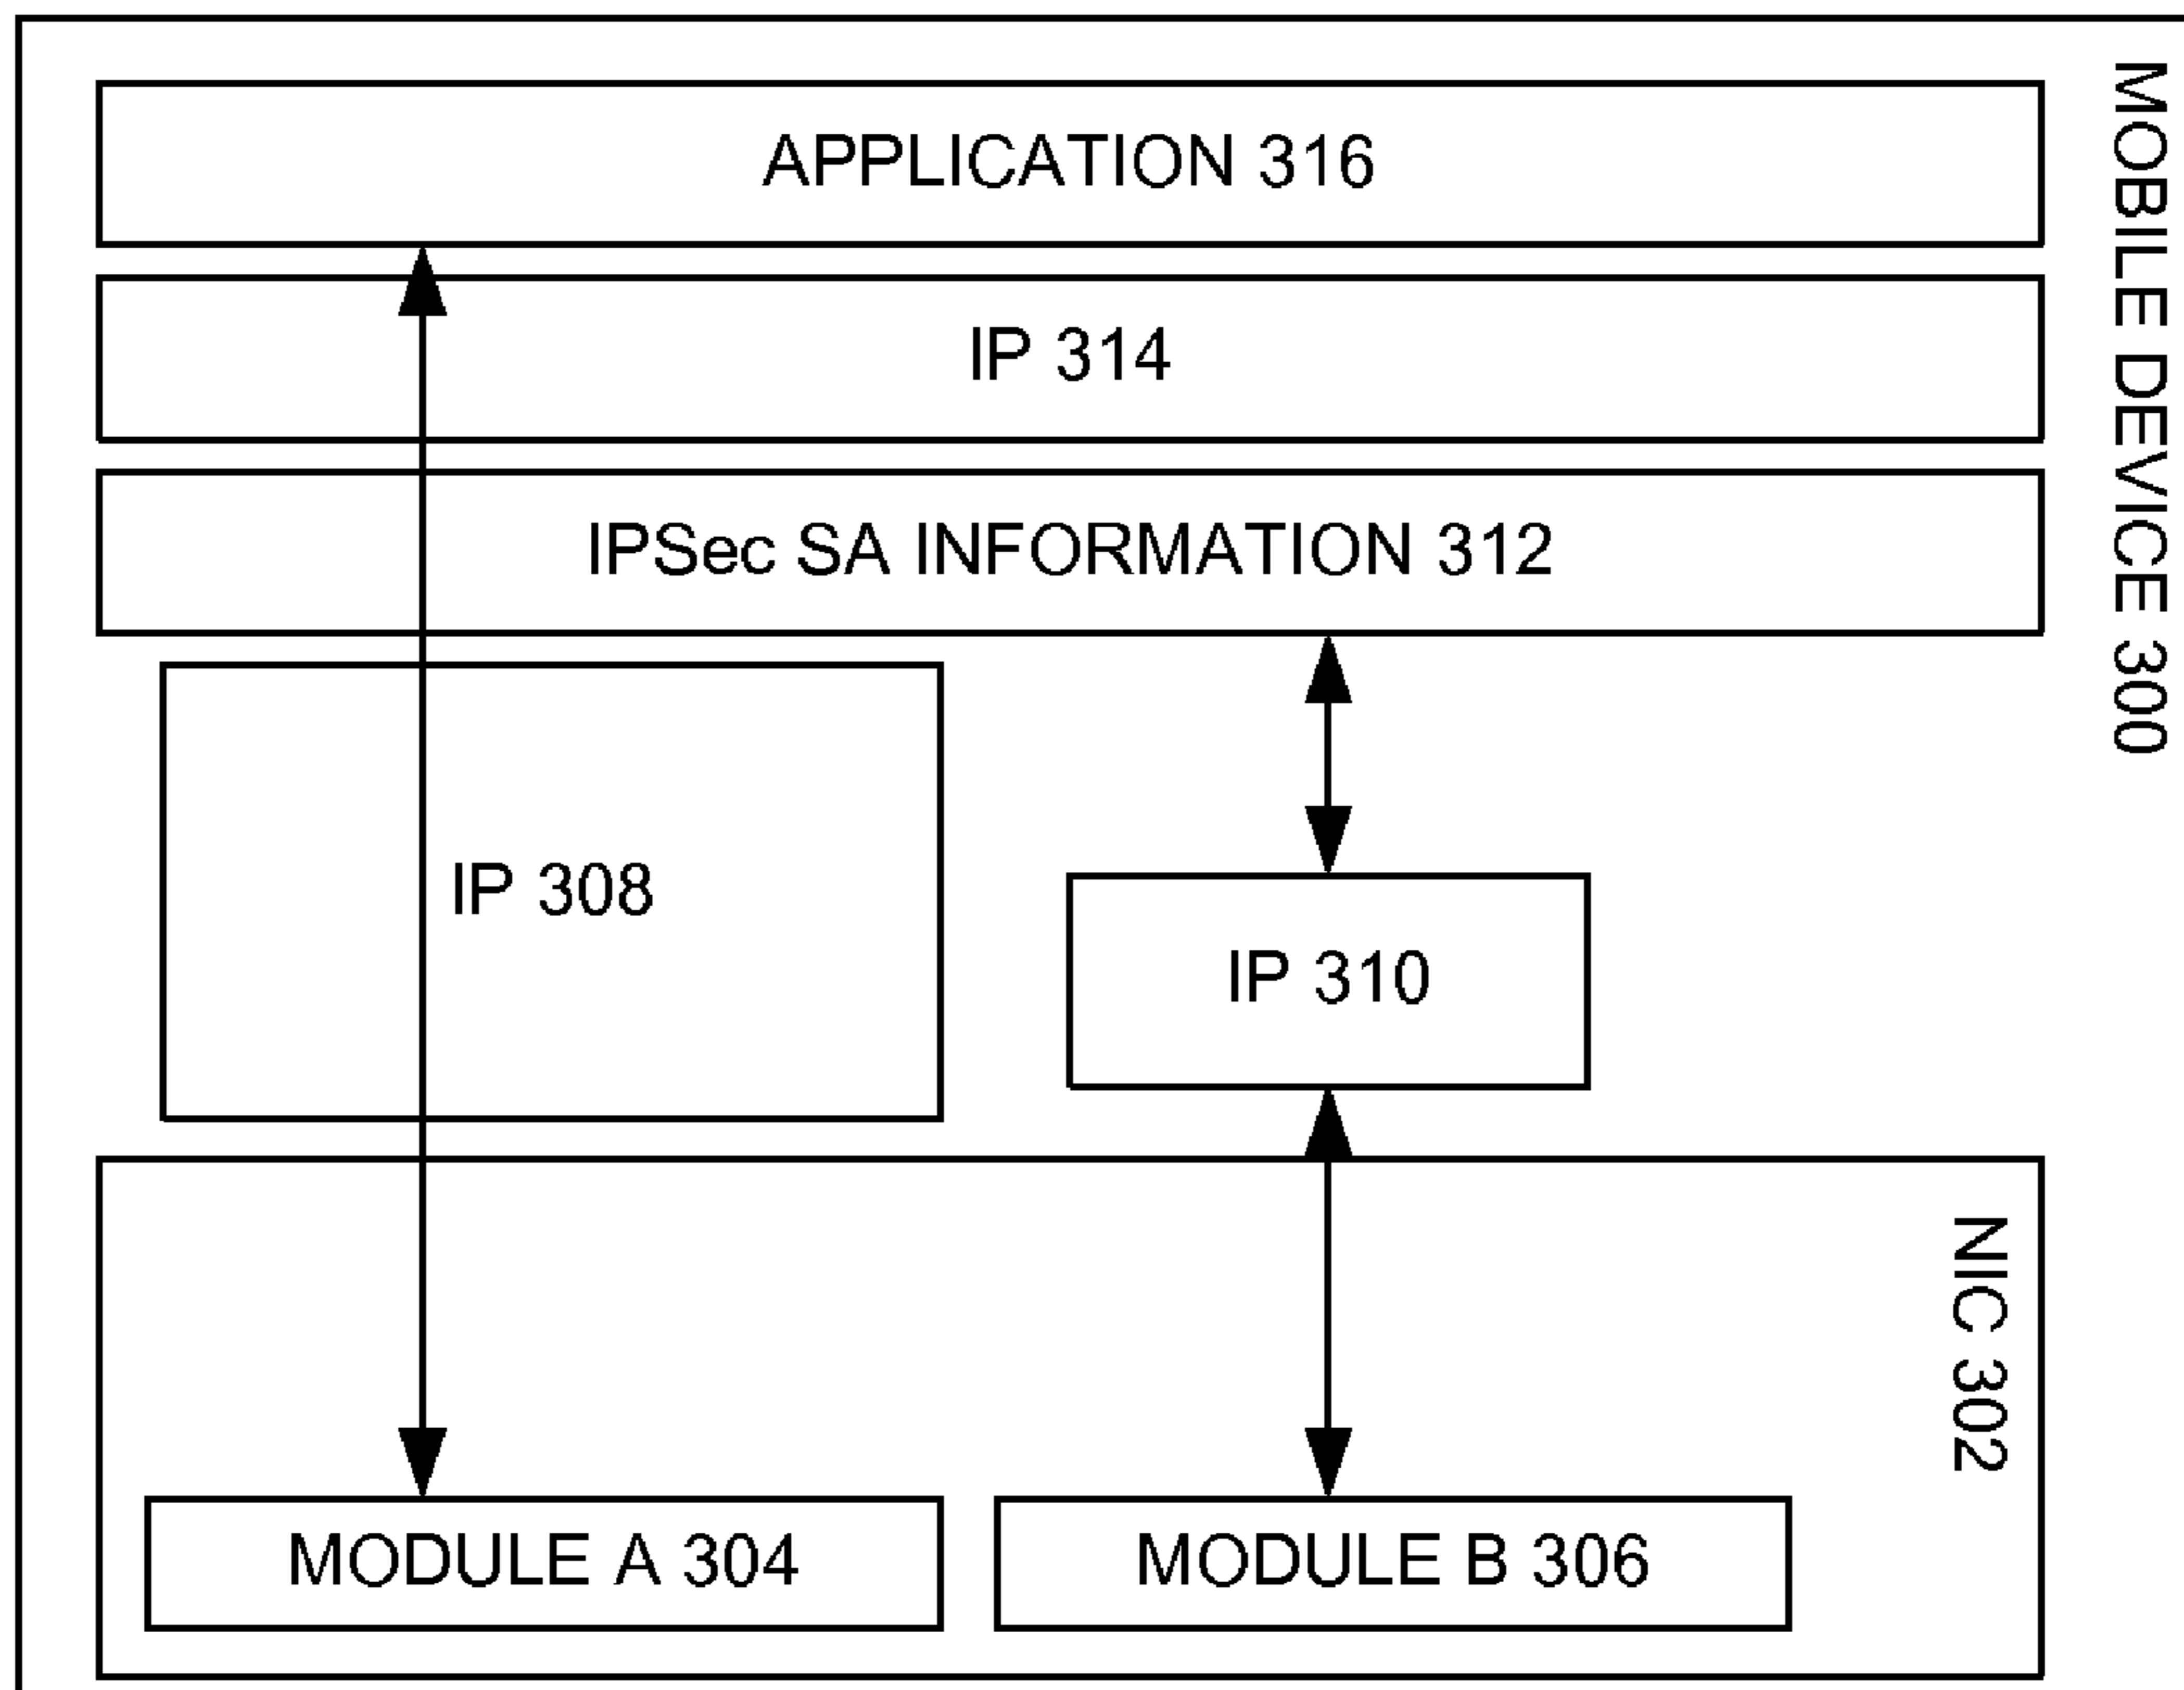 MOBILE DEVICE 300
APPLICATION 316
IP 314
IPSec SA INFORMATION 312
IP 308
IP 310
NIC 302
MODULE A 304
MODULE B 306